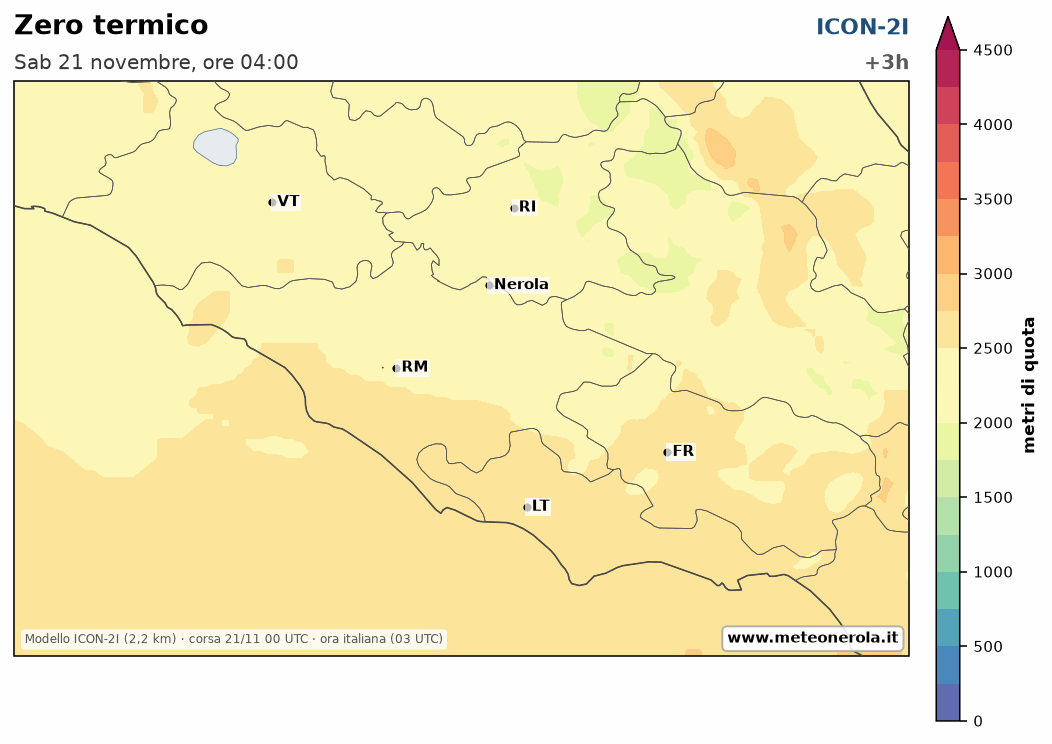 Zero termico
ICON-2I
Sab 21 novembre, ore 04:00
+3h
4500
4000
3500
3000
2500
2000
1500
1000
500
0
metri di quota
VT
RI
Nerola
RM
FR
LT
Modello ICON-2I (2,2 km) · corsa 21/11 00 UTC · ora italiana (03 UTC)
www.meteonerola.it